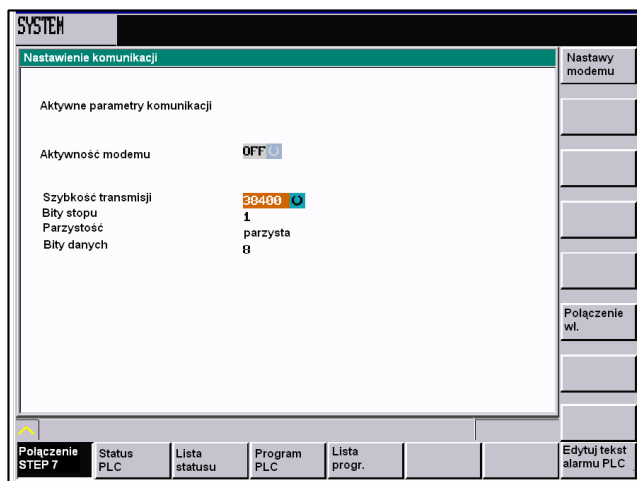 SYSTEM
Nastawienie komunikacji
Nastawy
modemu
Aktywne parametry komunikacji
Aktywność modemu OFF
Szybkość transmisji 38400
Bity stopu 1
Parzystość parzysta
Bity danych 8
Połączenie
wł.
Połączenie
STEP 7
Status
PLC
Lista
statusu
Program
PLC
Lista
progr.
Edytuj tekst
alarmu PLC